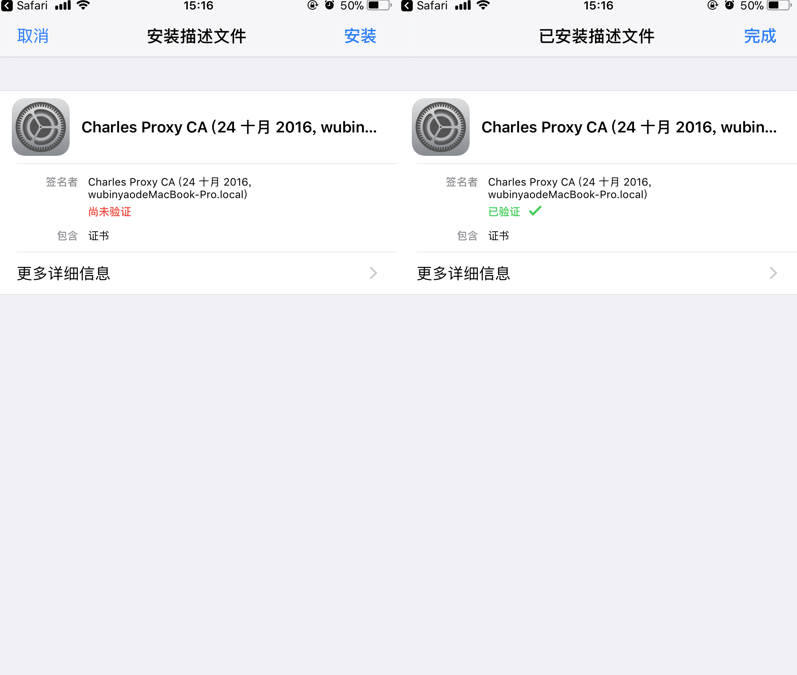 Safari 15:16 50%
取消 安装描述文件 安装
Charles Proxy CA (24 十月 2016, wubin...
签名者 Charles Proxy CA (24 十月 2016,
wubinyaodeMacBook-Pro.local)
尚未验证
包含 证书
更多详细信息
Safari 15:16 50%
已安装描述文件 完成
Charles Proxy CA (24 十月 2016, wubin...
签名者 Charles Proxy CA (24 十月 2016,
wubinyaodeMacBook-Pro.local)
已验证
包含 证书
更多详细信息